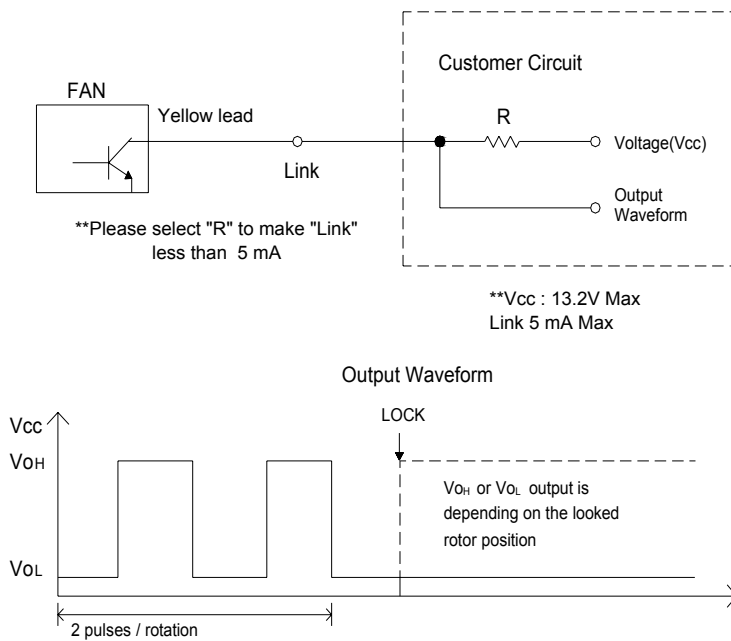 Customer Circuit
FAN
Yellow lead
R
Voltage(Vcc)
Link
Output
Waveform
**Please select "R" to make "Link"
less than 5 mA
**Vcc : 13.2V Max
Link 5 mA Max
Output Waveform
LOCK
Vcc
VOH
VOH or VOL output is
depending on the looked
rotor position
VOL
2 pulses / rotation